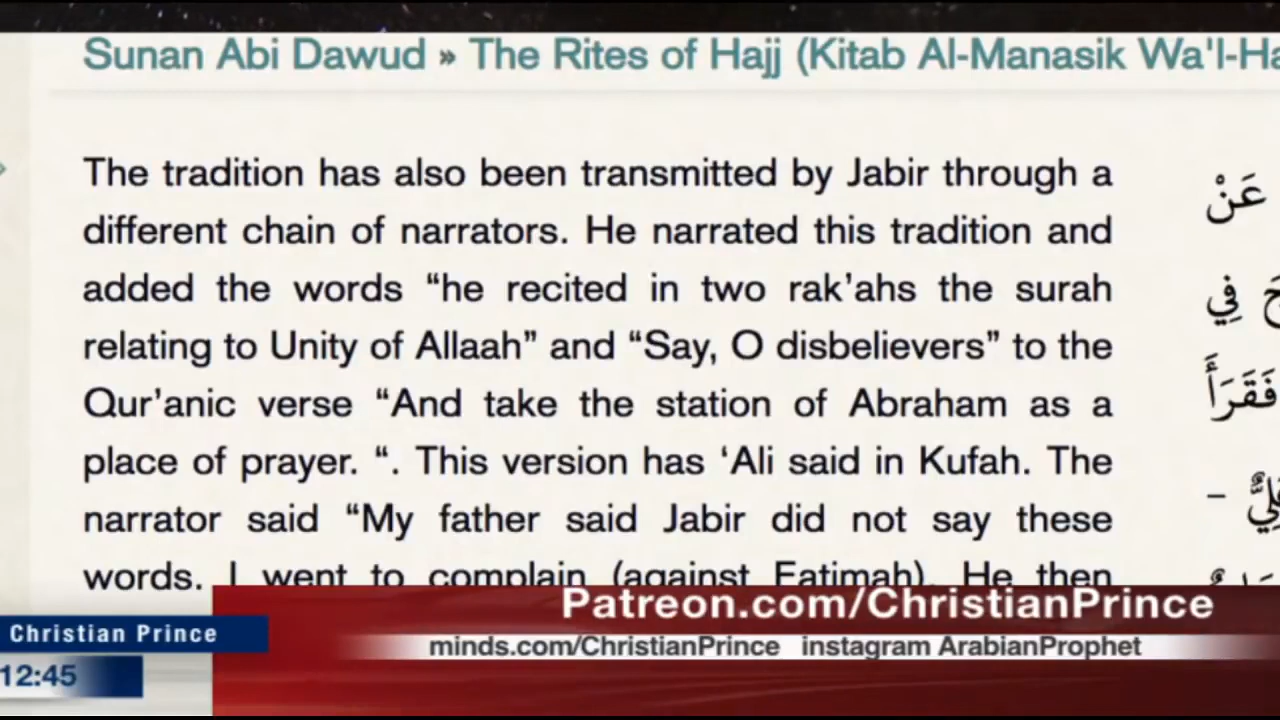 Sunan Abi Dawud » The Rites of Hajj (Kitab Al-Manasik Wa'l-Ha
The tradition has also been transmitted by Jabir through a
different chain of narrators. He narrated this tradition and
added the words “he recited in two rak’ahs the surah
relating to Unity of Allaah” and “Say, O disbelievers” to the
Qur’anic verse “And take the station of Abraham as a
place of prayer. “. This version has ‘Ali said in Kufah. The
narrator said “My father said Jabir did not say these
words. I went to complain (against Fatimah). He then
عَنْ
فِي
فَقَرَأَ
Patreon.com/ChristianPrince
Christian Prince
minds.com/ChristianPrince instagram ArabianProphet
12:45